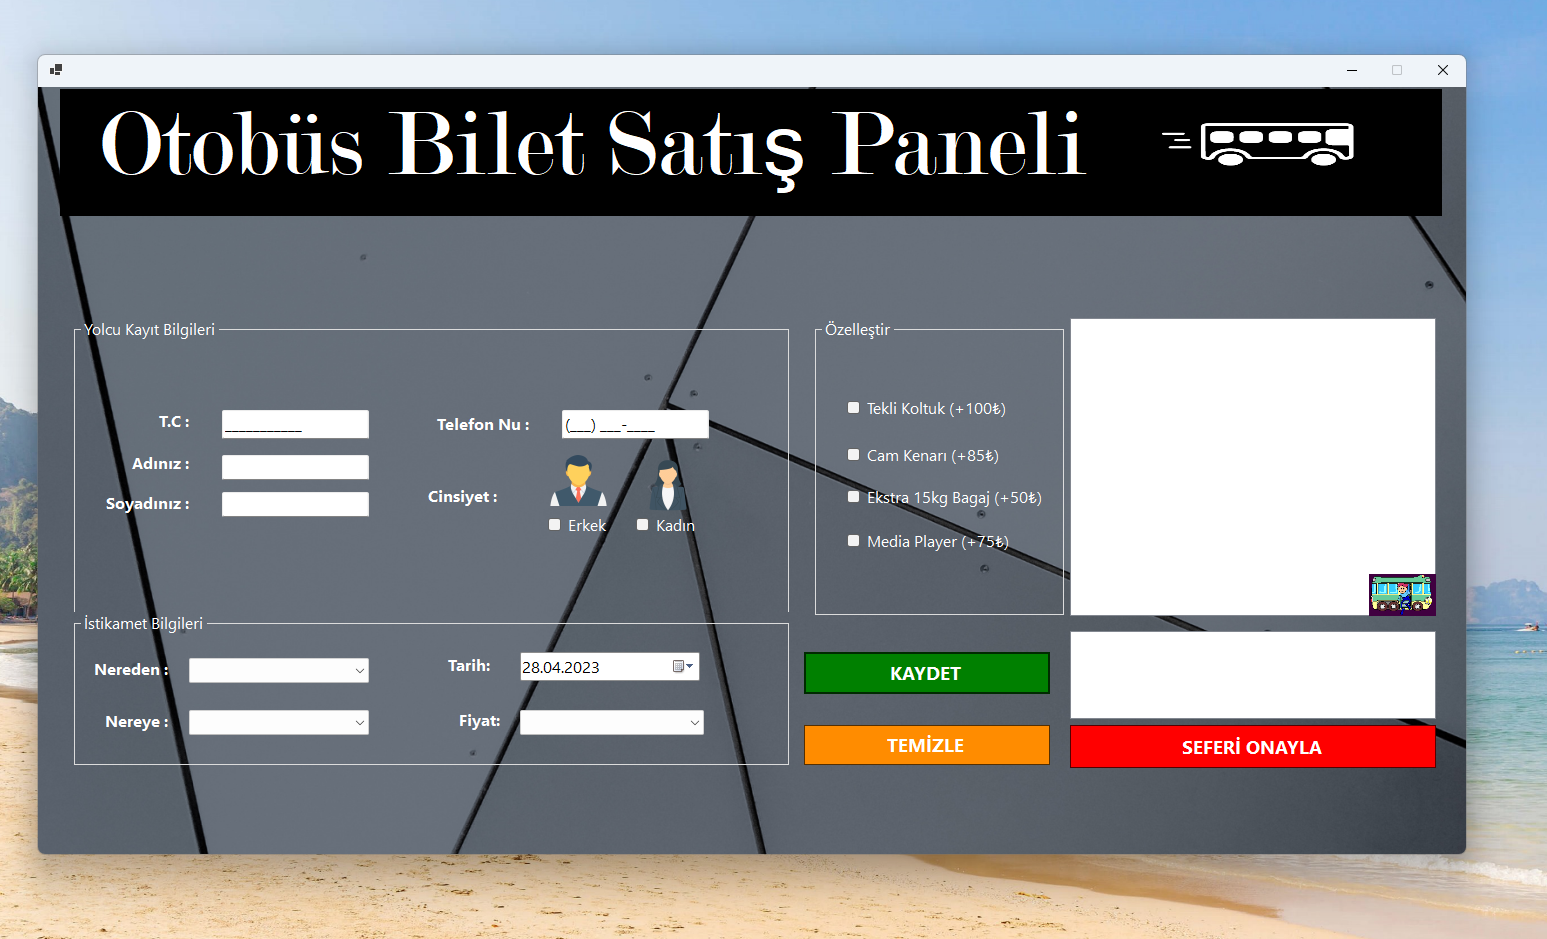 Otobüs Bilet Satış Paneli
Yolcu Kayıt Bilgileri
T.C :
___________
Telefon Nu :
(___) ___-____
Adınız :
Soyadınız :
Cinsiyet :
Erkek
Kadın
Özelleştir
Tekli Koltuk (+100₺)
Cam Kenarı (+85₺)
Ekstra 15kg Bagaj (+50₺)
Media Player (+75₺)
İstikamet Bilgileri
Nereden :
Tarih:
28.04.2023
Nereye :
Fiyat:
KAYDET
TEMİZLE
SEFERİ ONAYLA